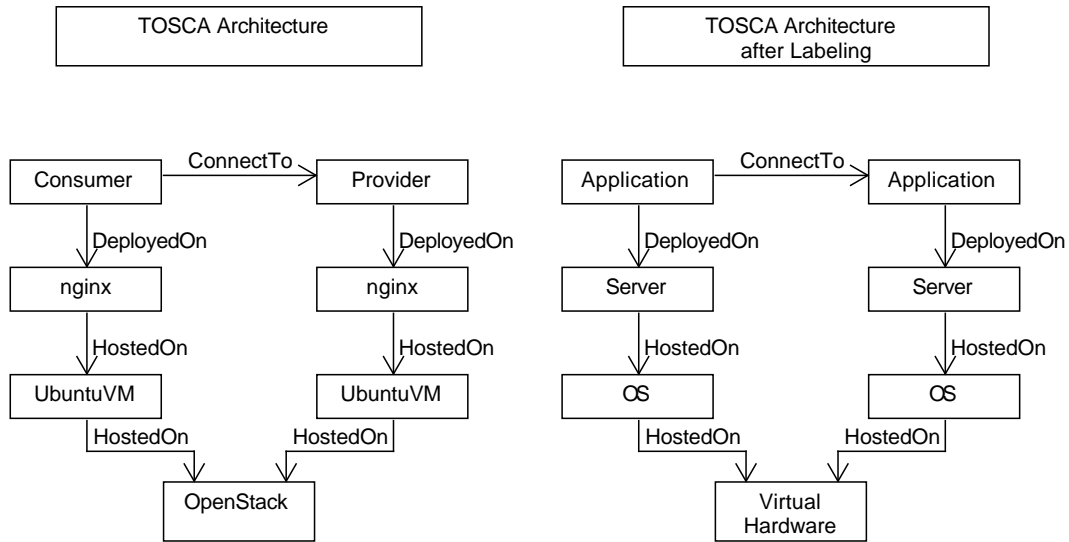 TOSCA Architecture
TOSCA Architecture
after Labeling
ConnectTo
ConnectTo
Consumer
Provider
Application
Application
DeployedOn
DeployedOn
DeployedOn
DeployedOn
nginx
nginx
Server
Server
HostedOn
HostedOn
HostedOn
HostedOn
UbuntuVM
UbuntuVM
OS
OS
HostedOn
HostedOn
HostedOn
HostedOn
OpenStack
Virtual
Hardware